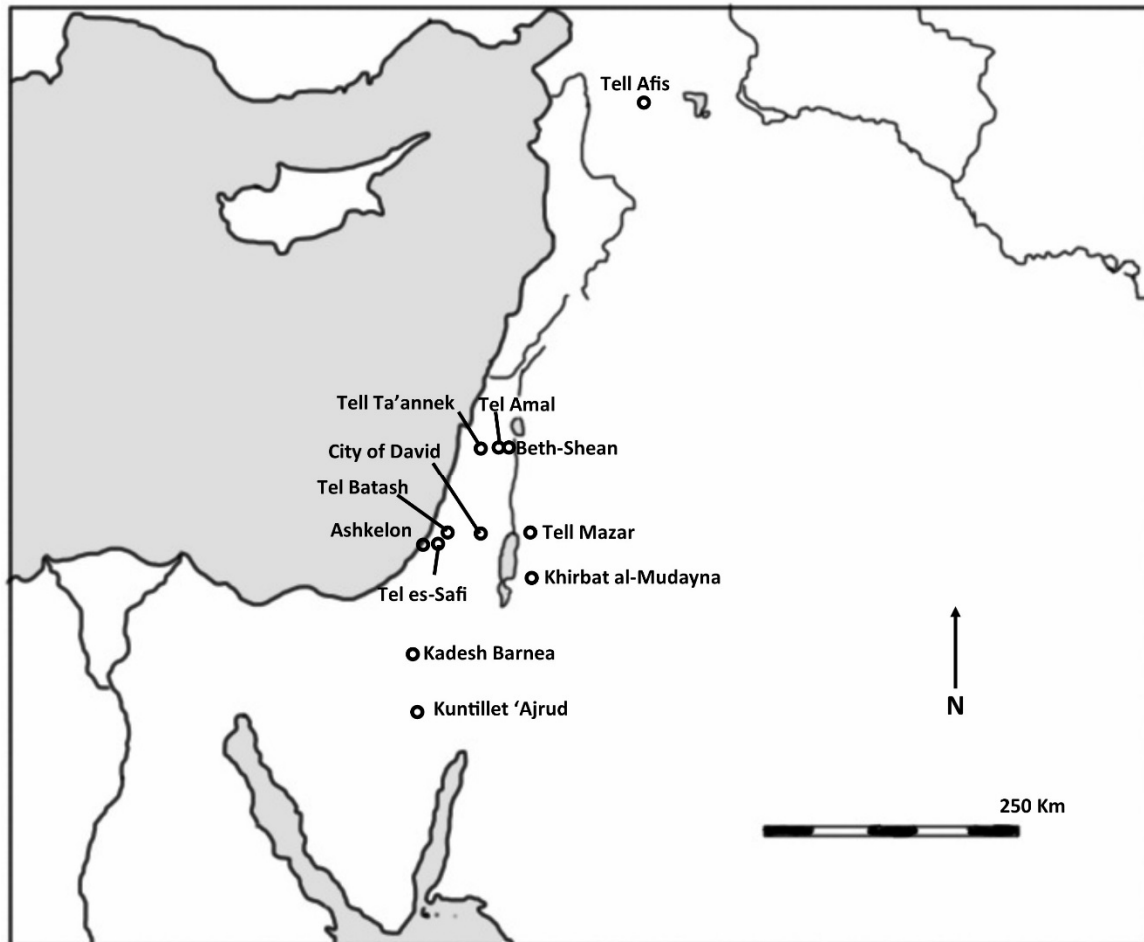 Tell Afis
Tell Ta’annek
Tel Amal
City of David
Beth-Shean
Tel Batash
Ashkelon
Tell Mazar
Khirbat al-Mudayna
Tel es-Safi
Kadesh Barnea
Kuntillet ‘Ajrud
N
250 Km